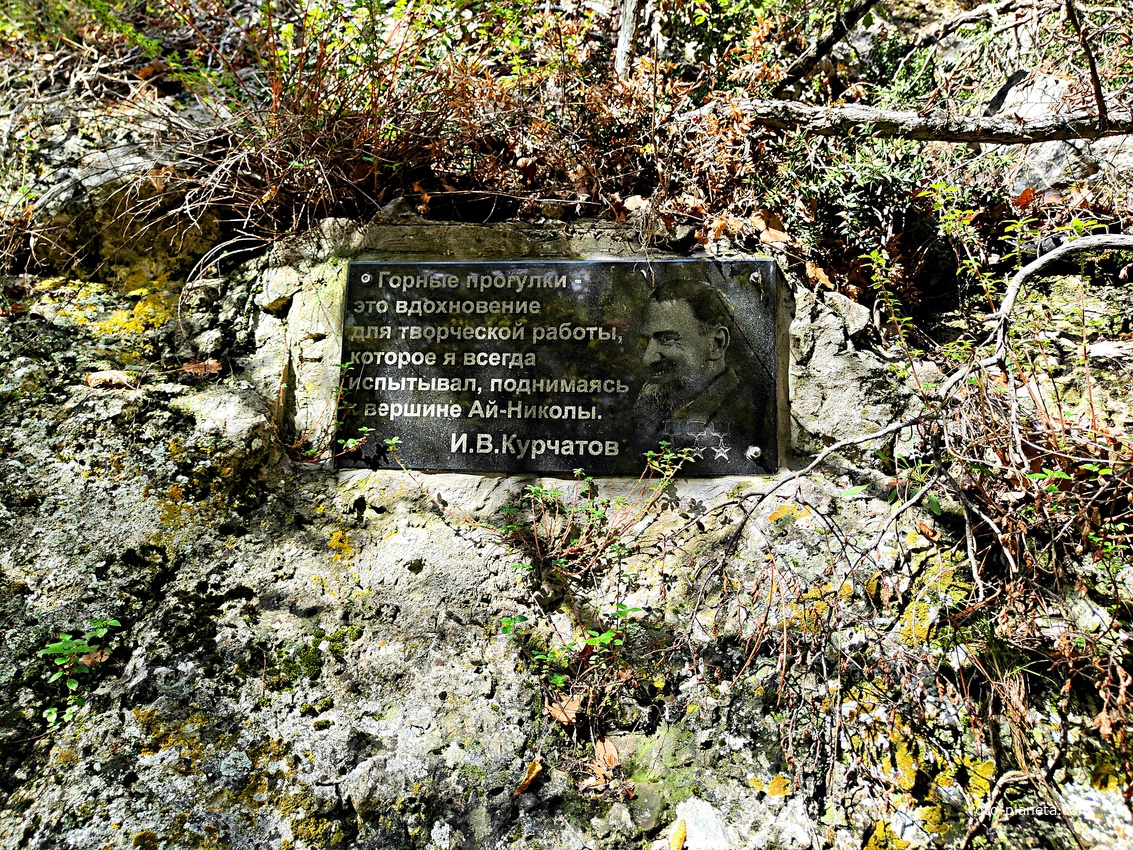 Горные прогулки -
это вдохновение
для творческой работы,
которое я всегда
испытывал, поднимаясь
к вершине Ай-Николы.
И.В.Курчатов